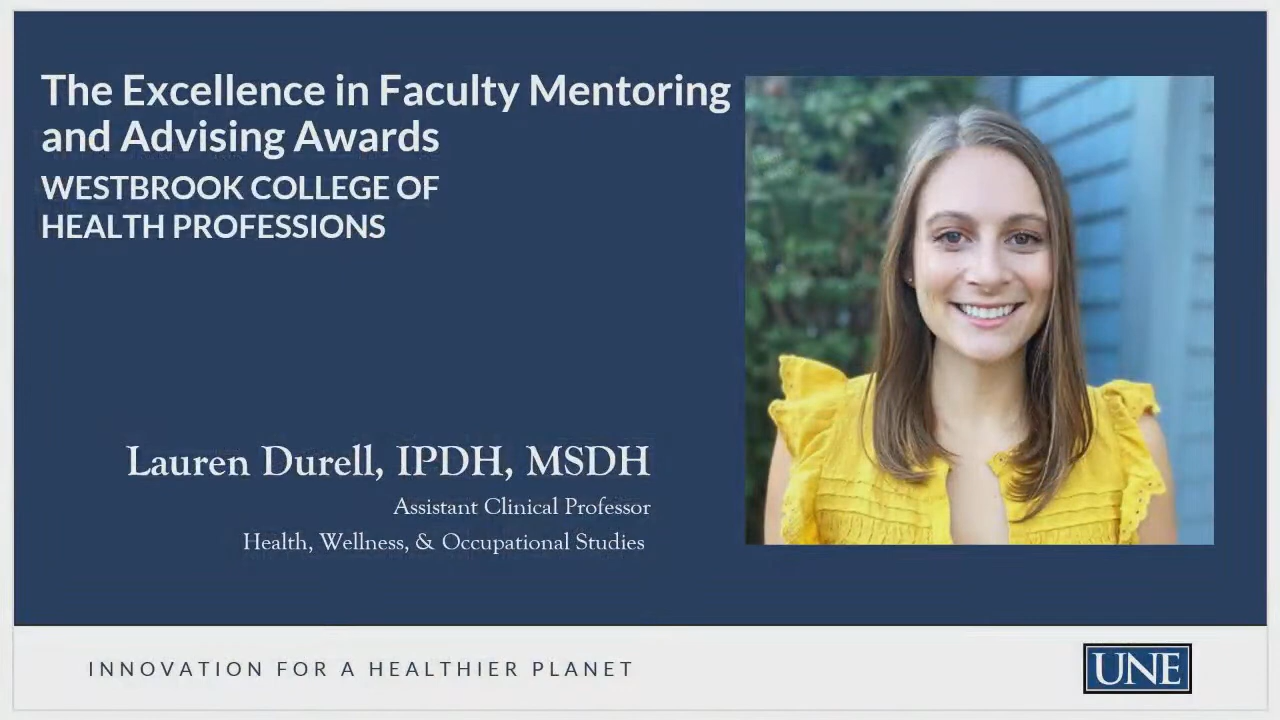 The Excellence in Faculty Mentoring
and Advising Awards
WESTBROOK COLLEGE OF
HEALTH PROFESSIONS
Lauren Durell, IPDH, MSDH
Assistant Clinical Professor
Health, Wellness, & Occupational Studies
INNOVATION FOR A HEALTHIER PLANET
UNE